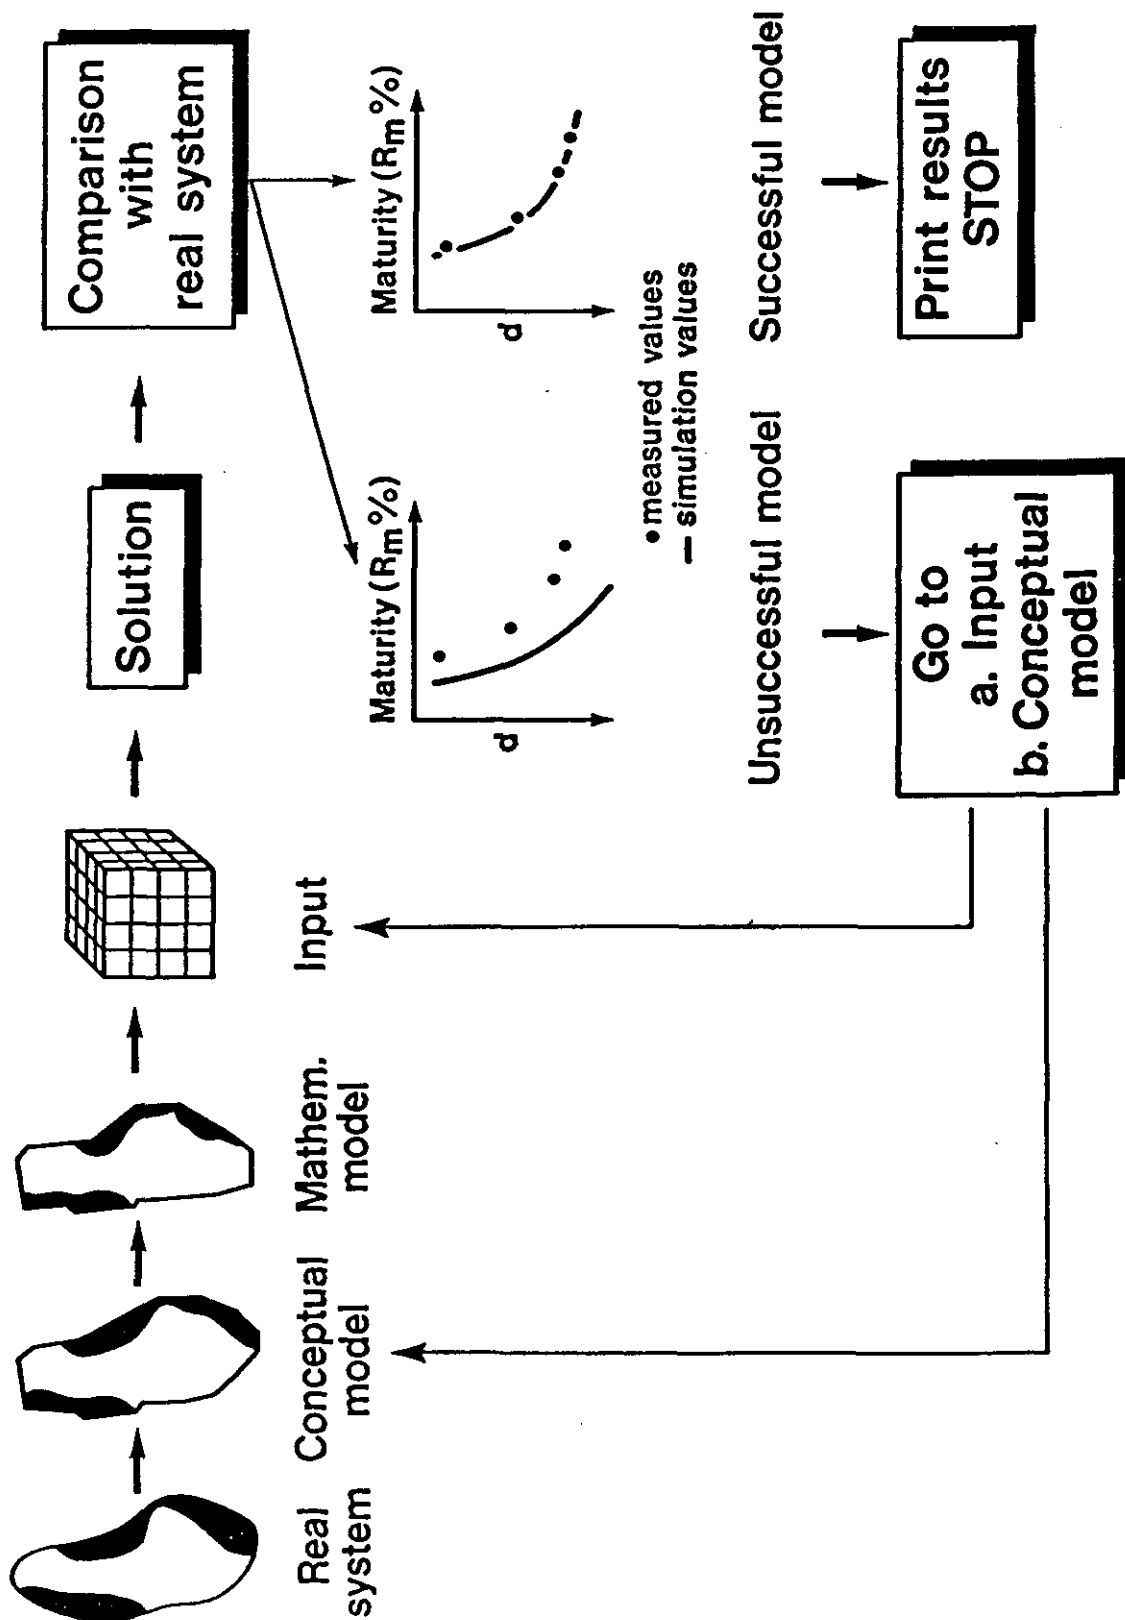 Real
system
Conceptual
model
Mathem.
model
Input
Solution
Comparison
with
real system
Maturity (Rm%)
d
Maturity (Rm%)
d
• measured values
— simulation values
Unsuccessful model
Successful model
Go to
a. Input
b. Conceptual
model
Print results
STOP